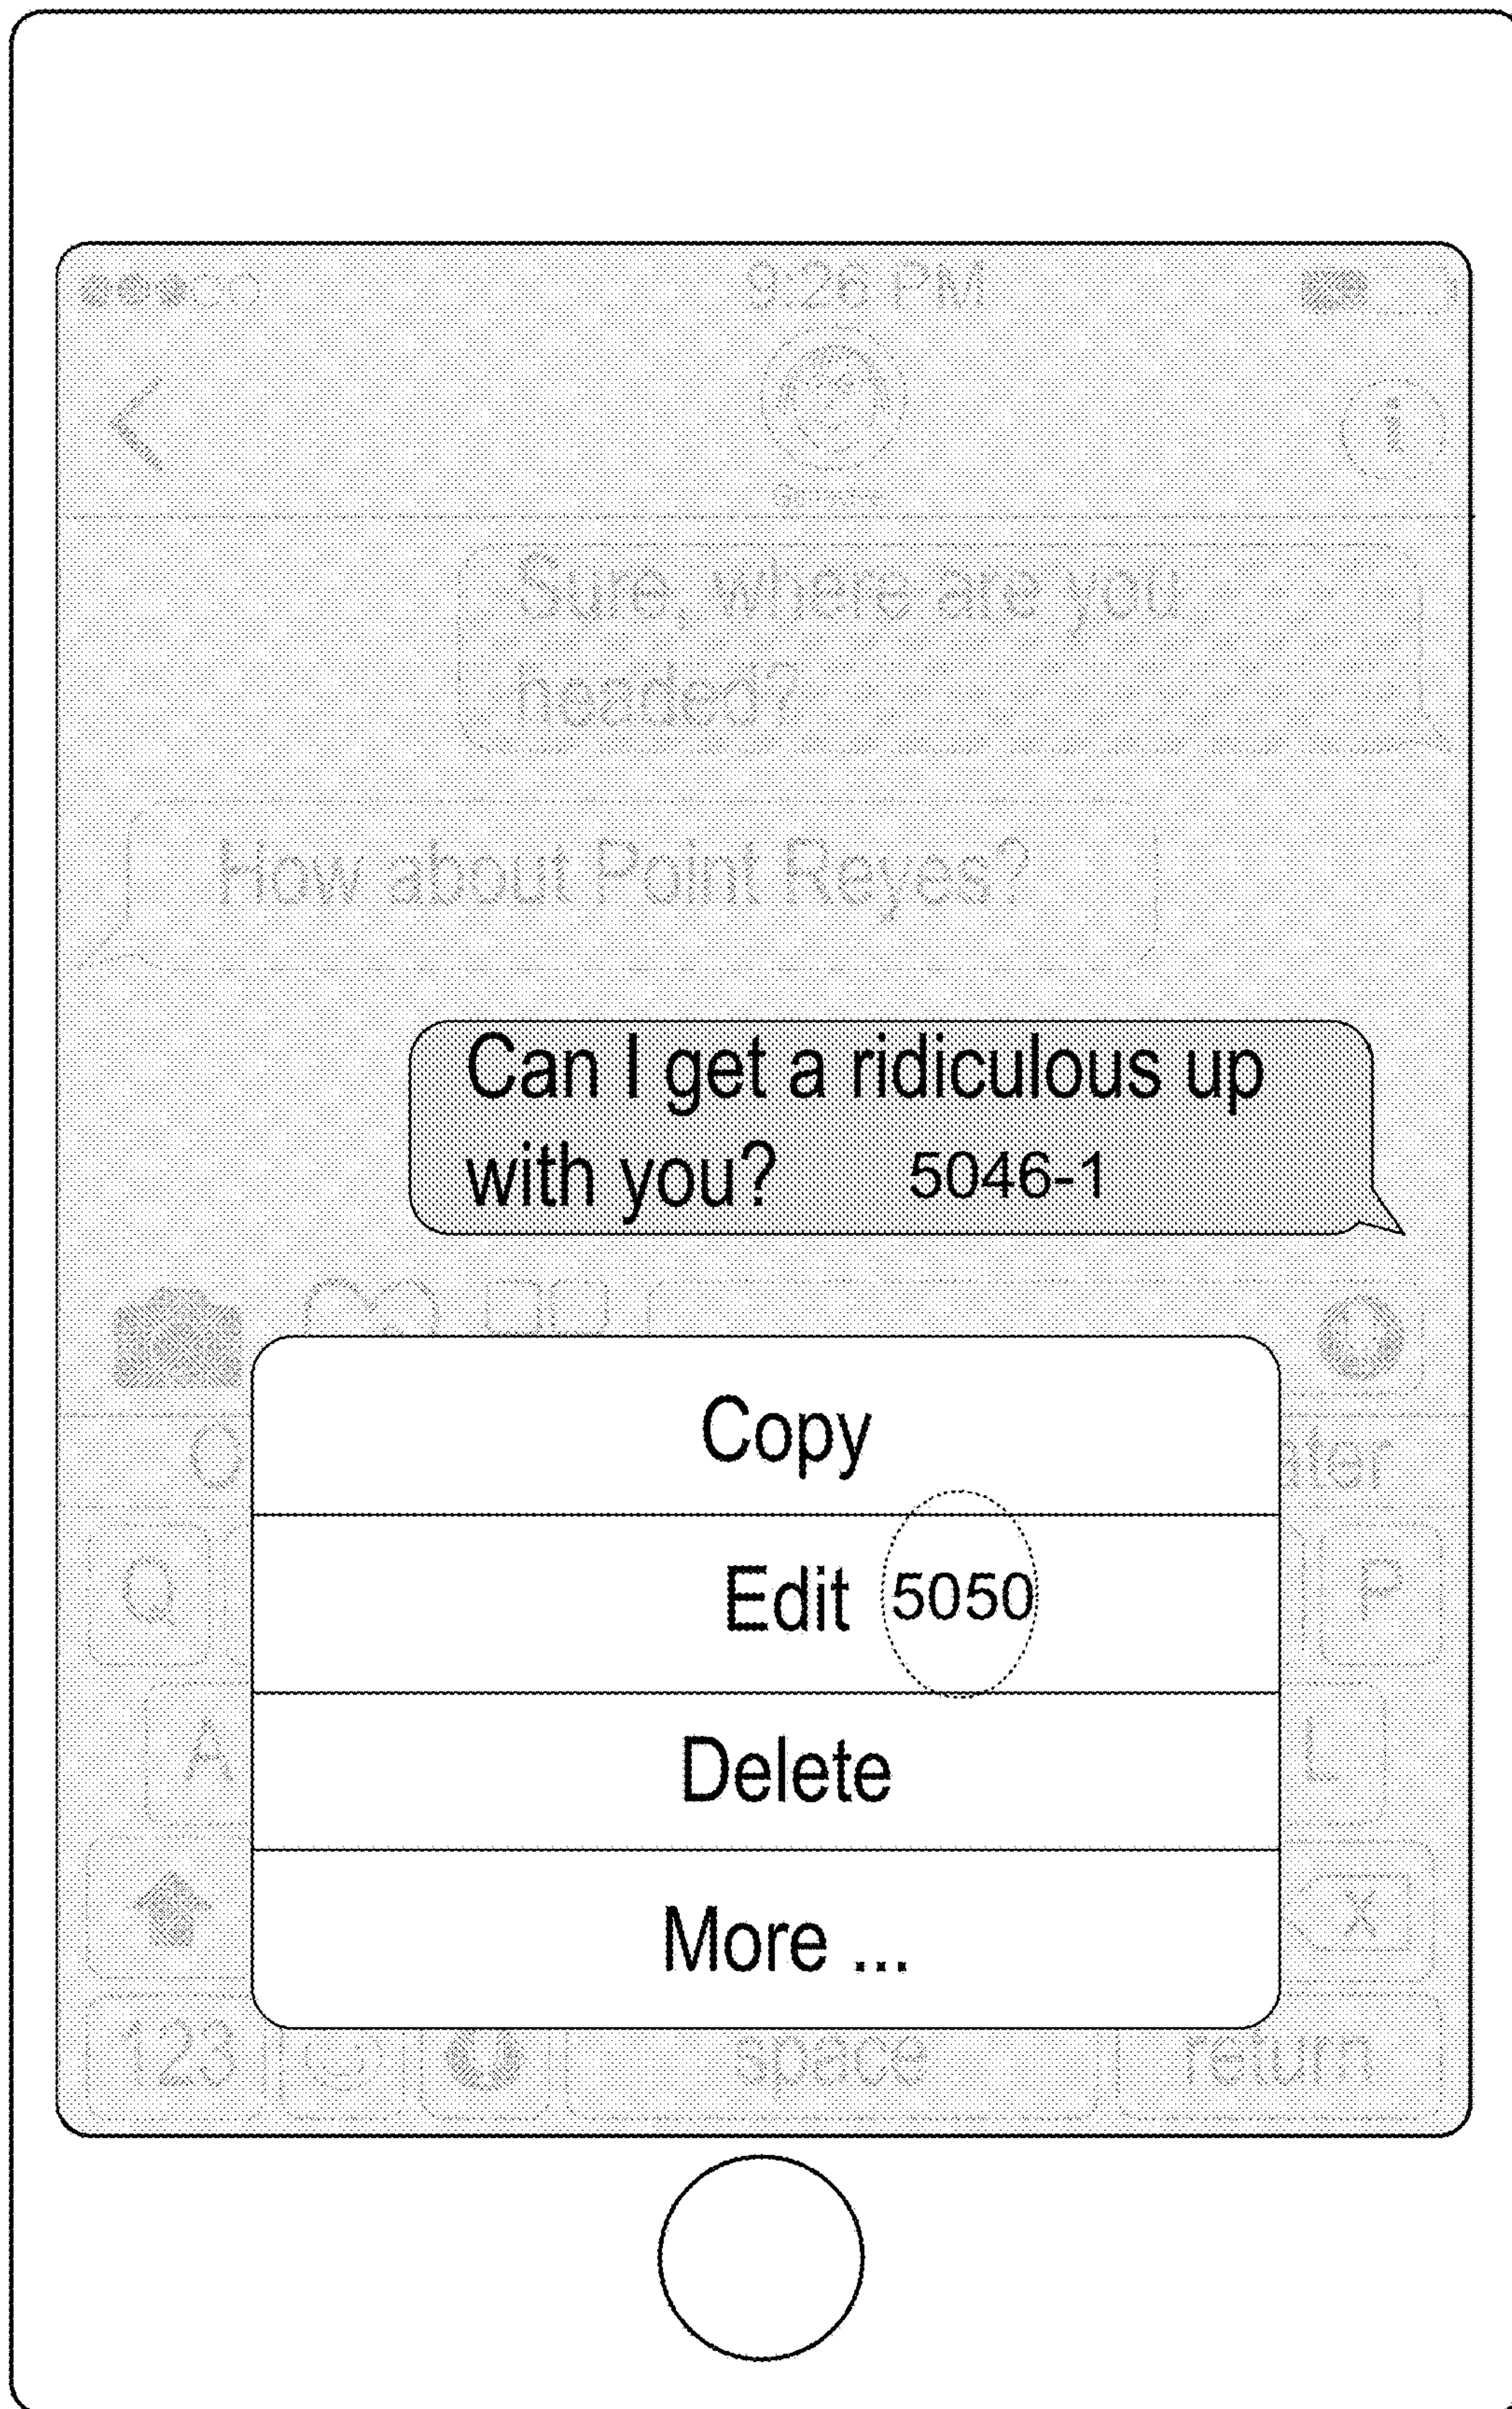 9:26 PM
i
Sure, where are you
headed?
How about Point Reyes?
Can I get a ridiculous up
with you? 5046-1
Copy
Edit 5050
Delete
More ...
Q
P
A
L
X
123
space
return